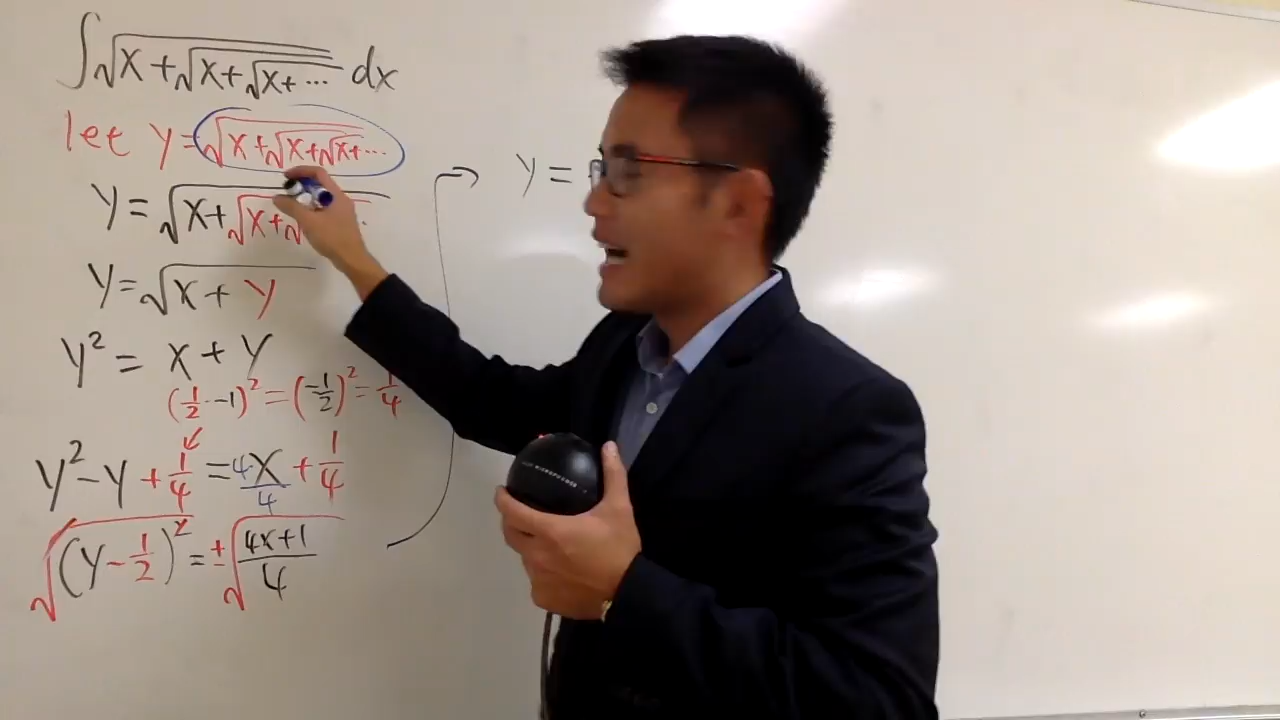 ∫√(x+√(x+√(x+⋯ dx
let y=√(x+√(x+√(x+⋯
y=√(x+√(x+√
y=√(x+y)
y²=x+y
(1/2·-1)²=(-1/2)²=1/4
y²-y+1/4=4x/4+1/4
√(y-1/2)²=±√((4x+1)/4)
y=